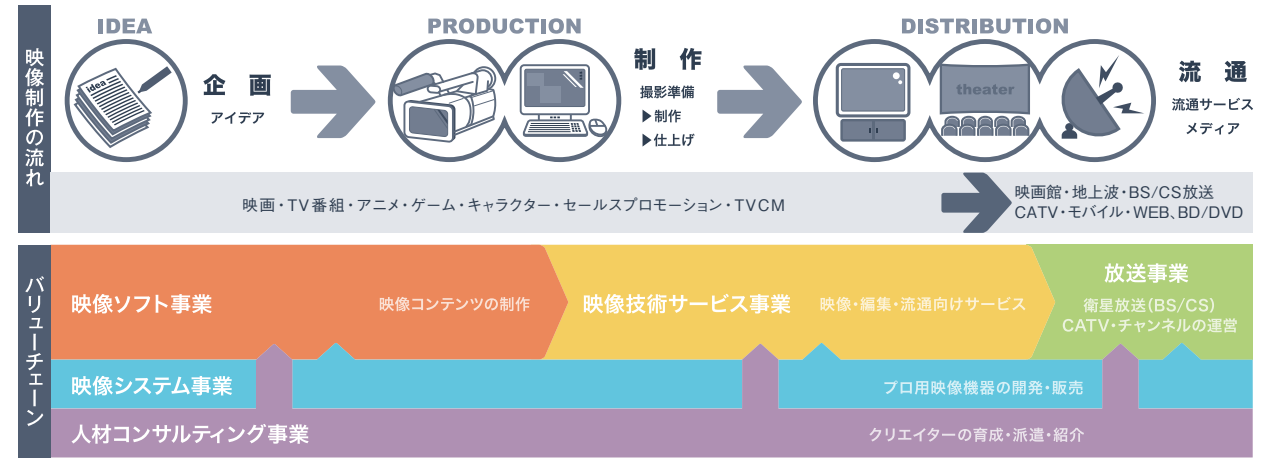 映像制作の流れ
IDEA
idea
企画
アイデア
PRODUCTION
制作
撮影準備
▶制作
▶仕上げ
DISTRIBUTION
theater
流通
流通サービス
メディア
映画・TV番組・アニメ・ゲーム・キャラクター・セールスプロモーション・TVCM
映画館・地上波・BS/CS放送
CATV・モバイル・WEB、BD/DVD
バリューチェーン
映像ソフト事業
映像コンテンツの制作
映像技術サービス事業
映像・編集・流通向けサービス
放送事業
衛星放送(BS/CS)
CATV・チャンネルの運営
映像システム事業
プロ用映像機器の開発・販売
人材コンサルティング事業
クリエイターの育成・派遣・紹介